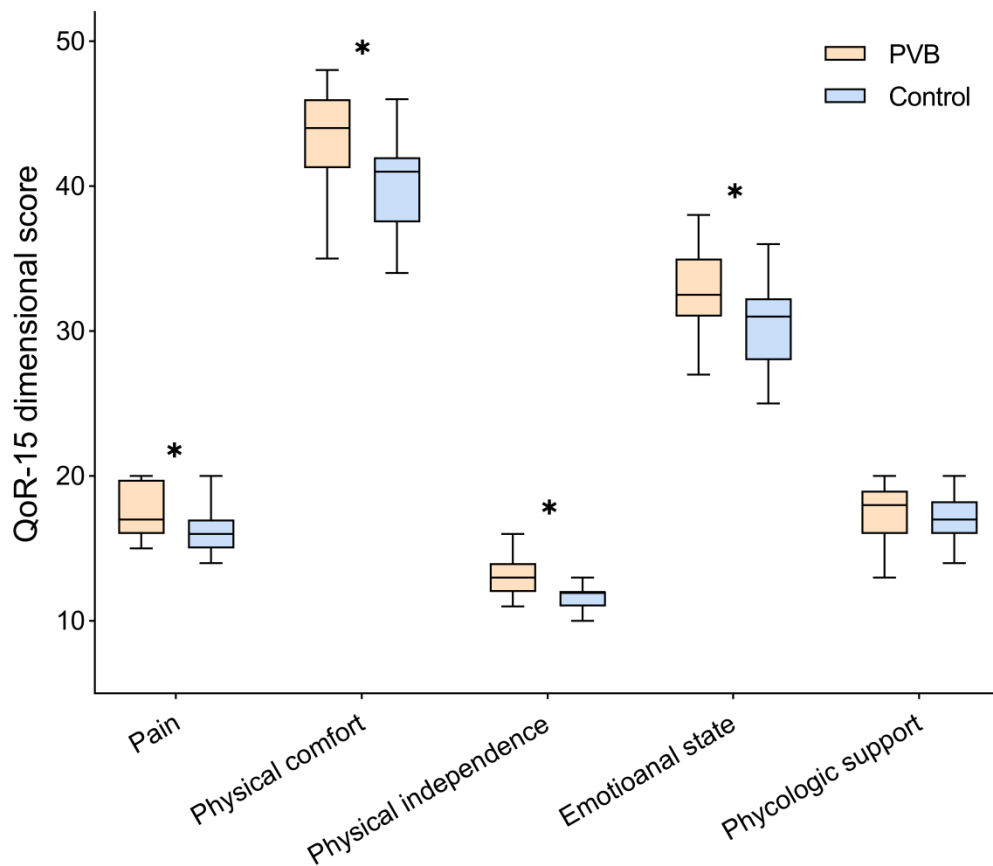 QoR-15 dimensional score
50
40
30
20
10
PVB
Control
*
*
*
*
Pain
Physical comfort
Physical independence
Emotioanal state
Phycologic support